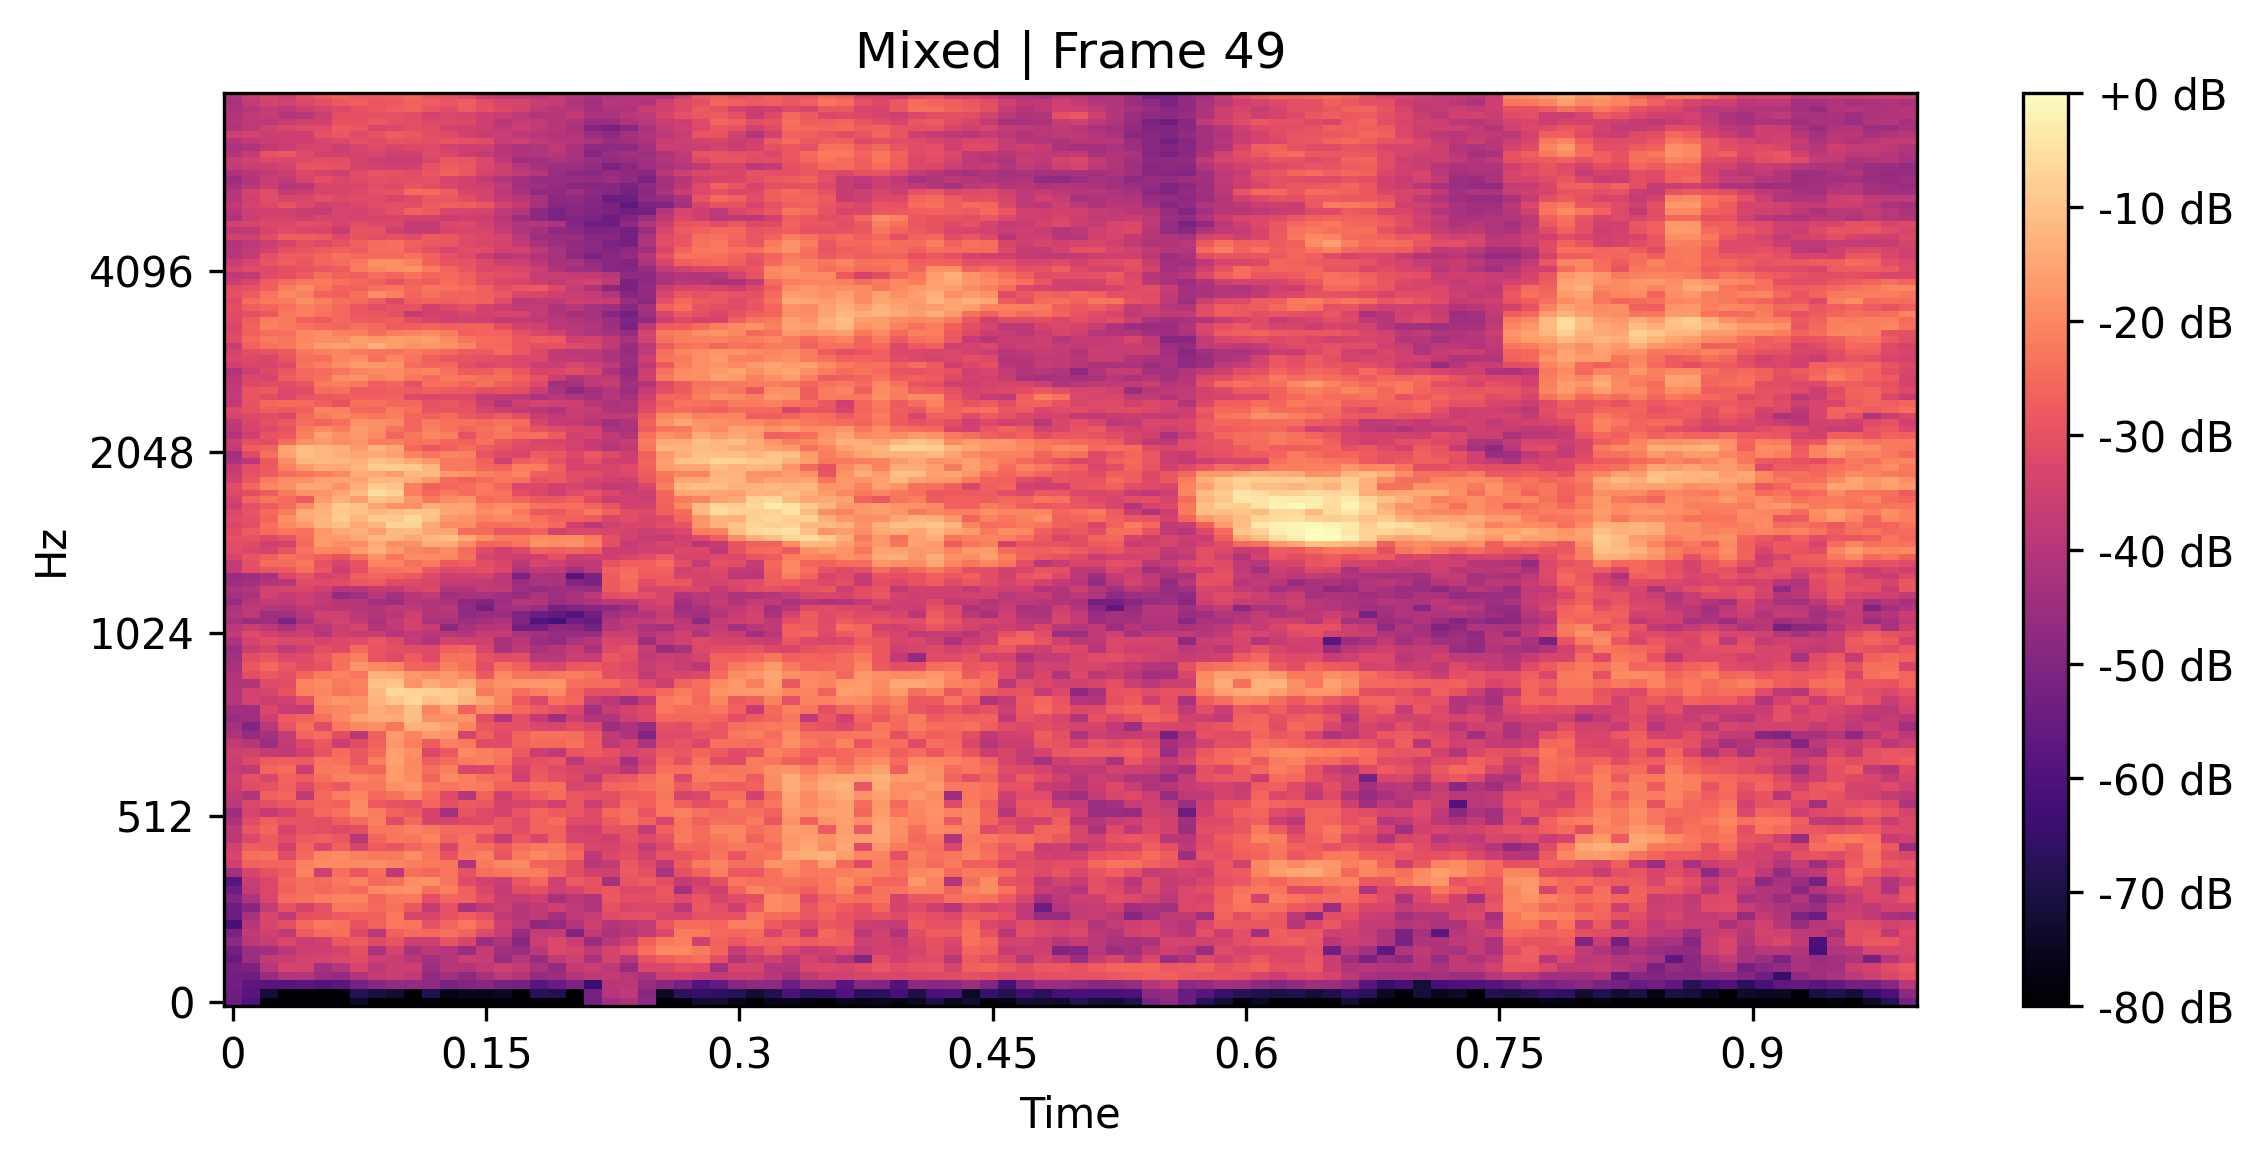 Mixed | Frame 49
Hz
4096
2048
1024
512
0
0 0.15 0.3 0.45 0.6 0.75 0.9
Time
+0 dB
-10 dB
-20 dB
-30 dB
-40 dB
-50 dB
-60 dB
-70 dB
-80 dB